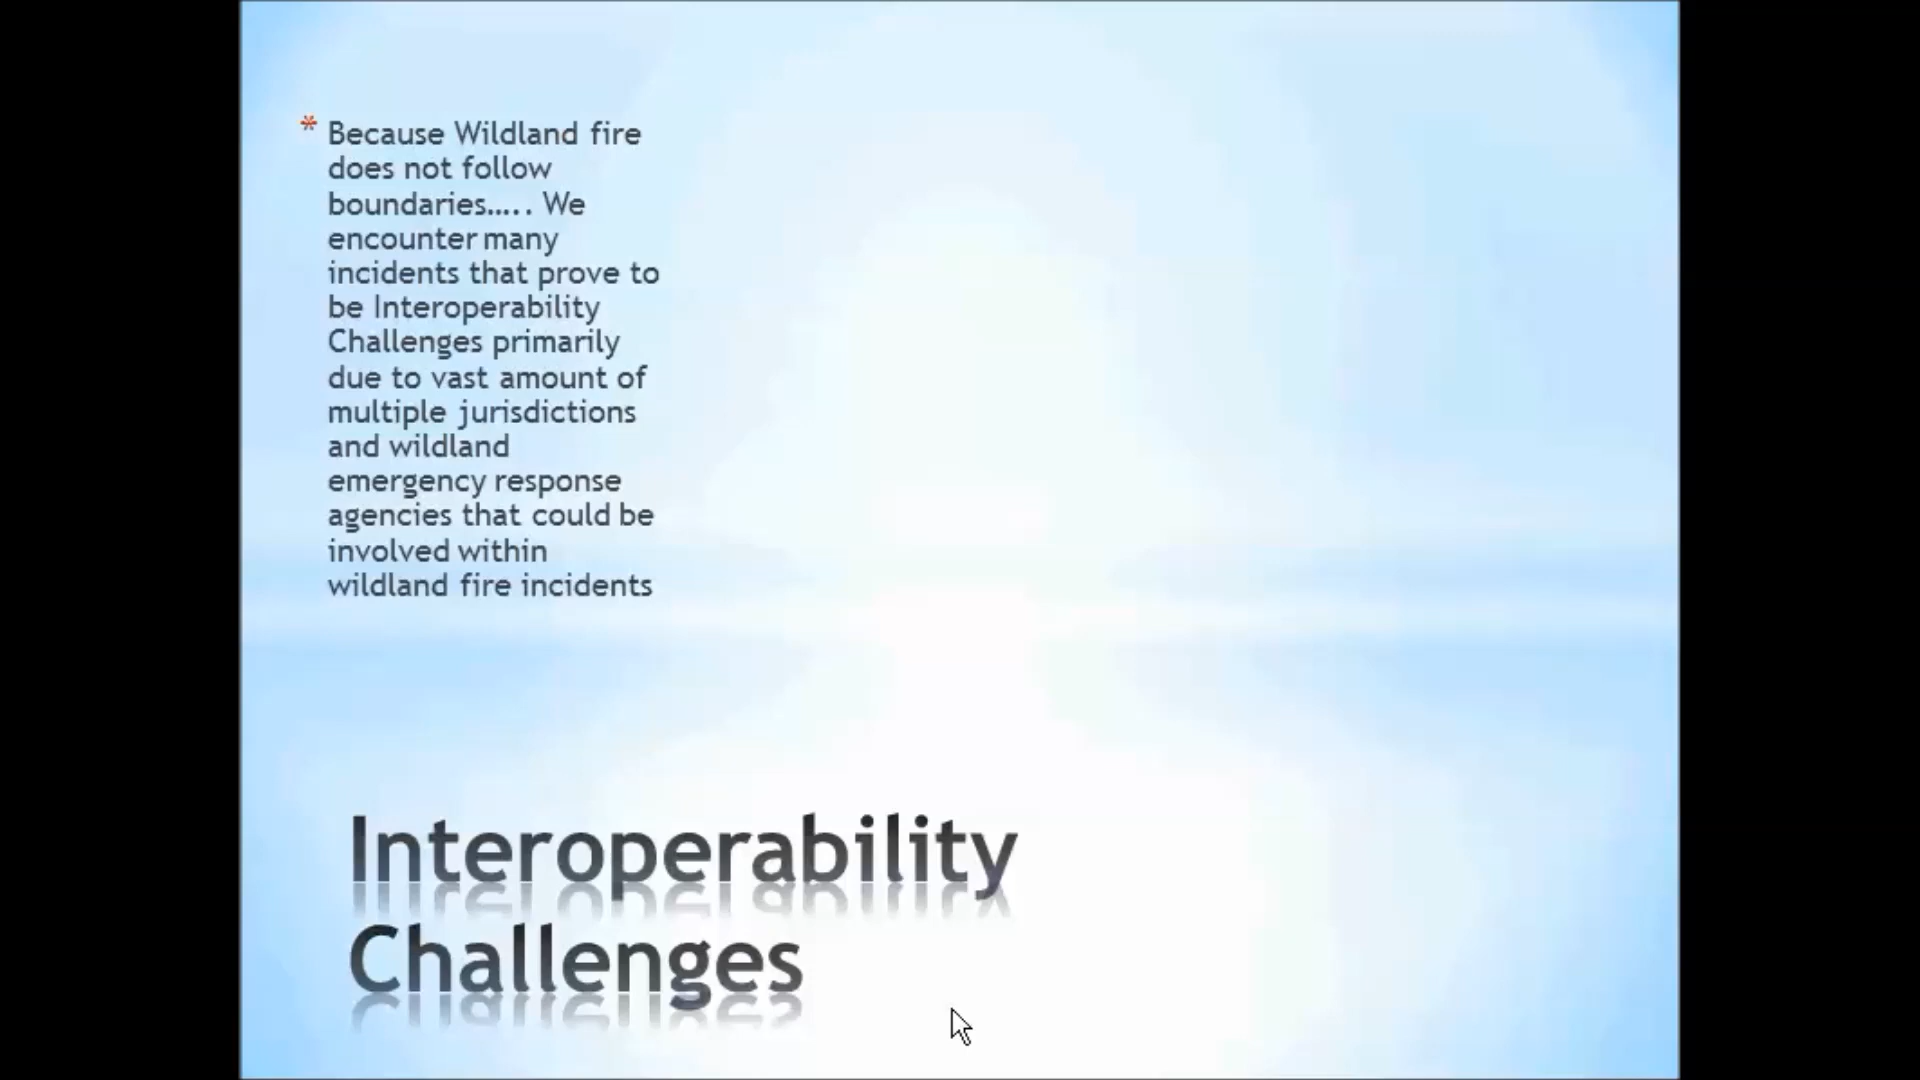 * Because Wildland fire
does not follow
boundaries….. We
encounter many
incidents that prove to
be Interoperability
Challenges primarily
due to vast amount of
multiple jurisdictions
and wildland
emergency response
agencies that could be
involved within
wildland fire incidents
Interoperability
Challenges